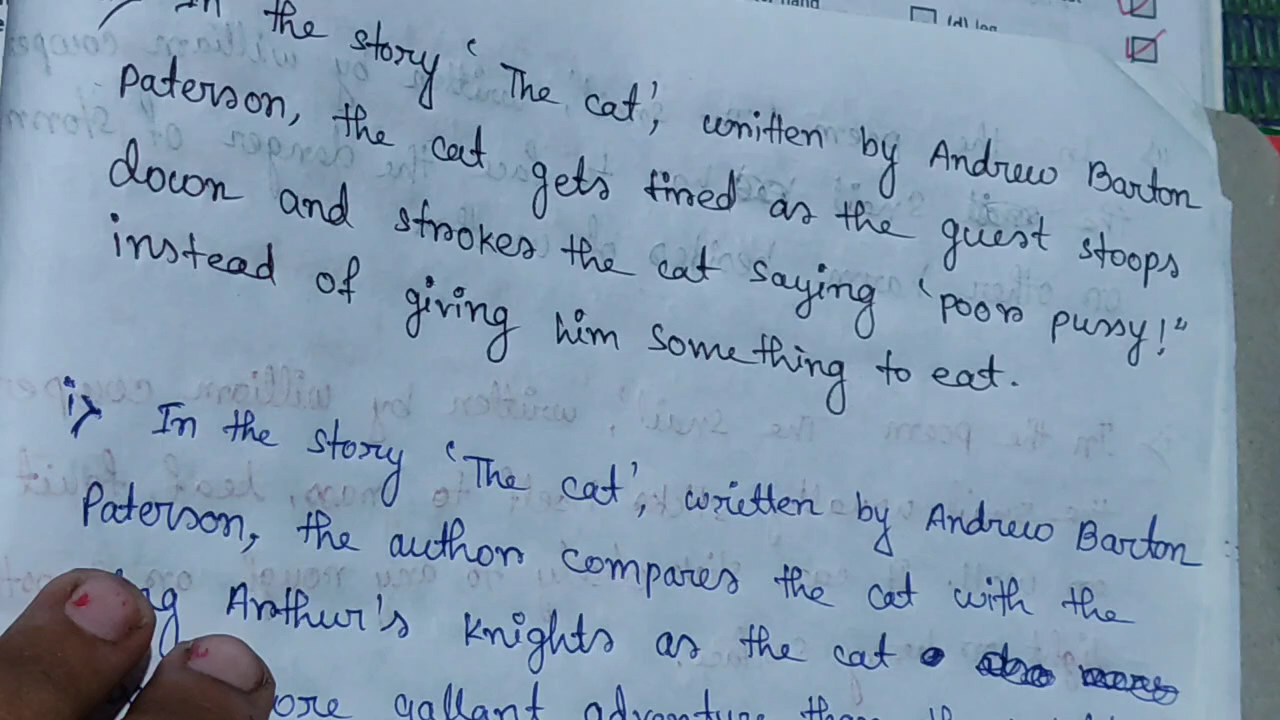 In the story ‘The cat’, written by Andrew Barton
Paterson, the cat gets tired as the guest stoops
down and strokes the cat saying ‘poor pussy!”
instead of giving him something to eat.
i> In the story ‘The cat’, written by Andrew Barton
Paterson, the author compares the cat with the
Arthur's Knights as the cat
gallant